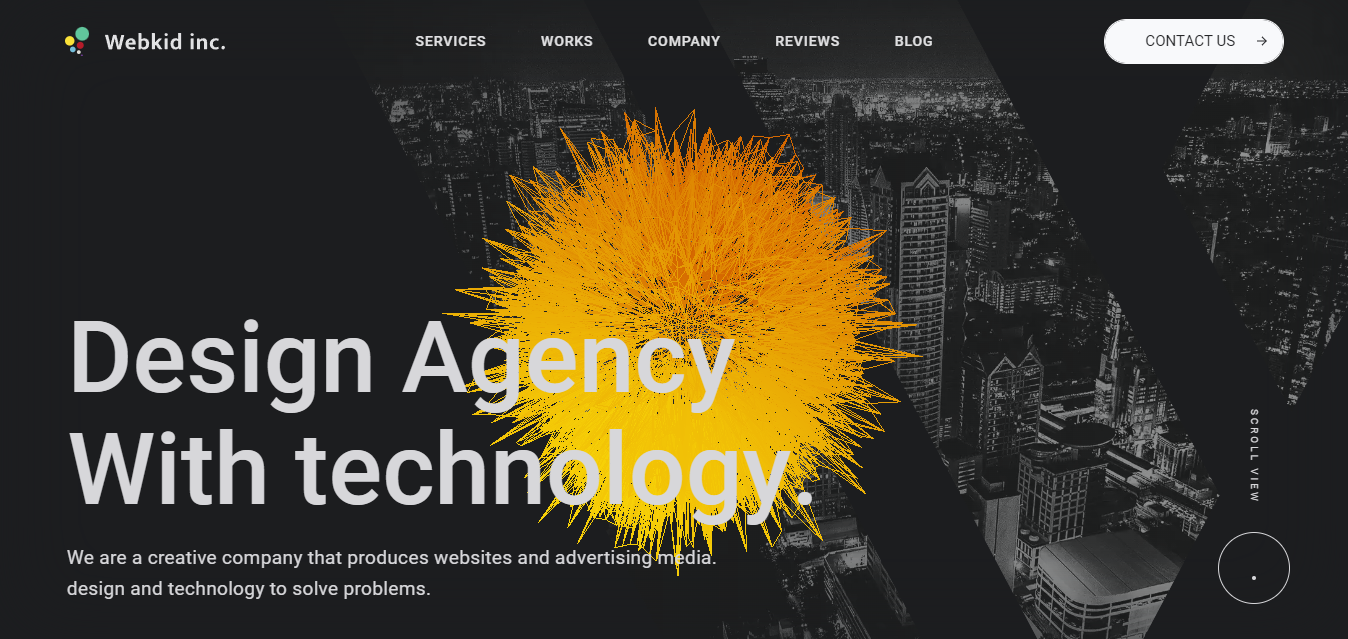 Webkid inc.
SERVICES
WORKS
COMPANY
REVIEWS
BLOG
CONTACT US
Design Agency
With technology.
We are a creative company that produces websites and advertising media.
design and technology to solve problems.
SCROLL VIEW